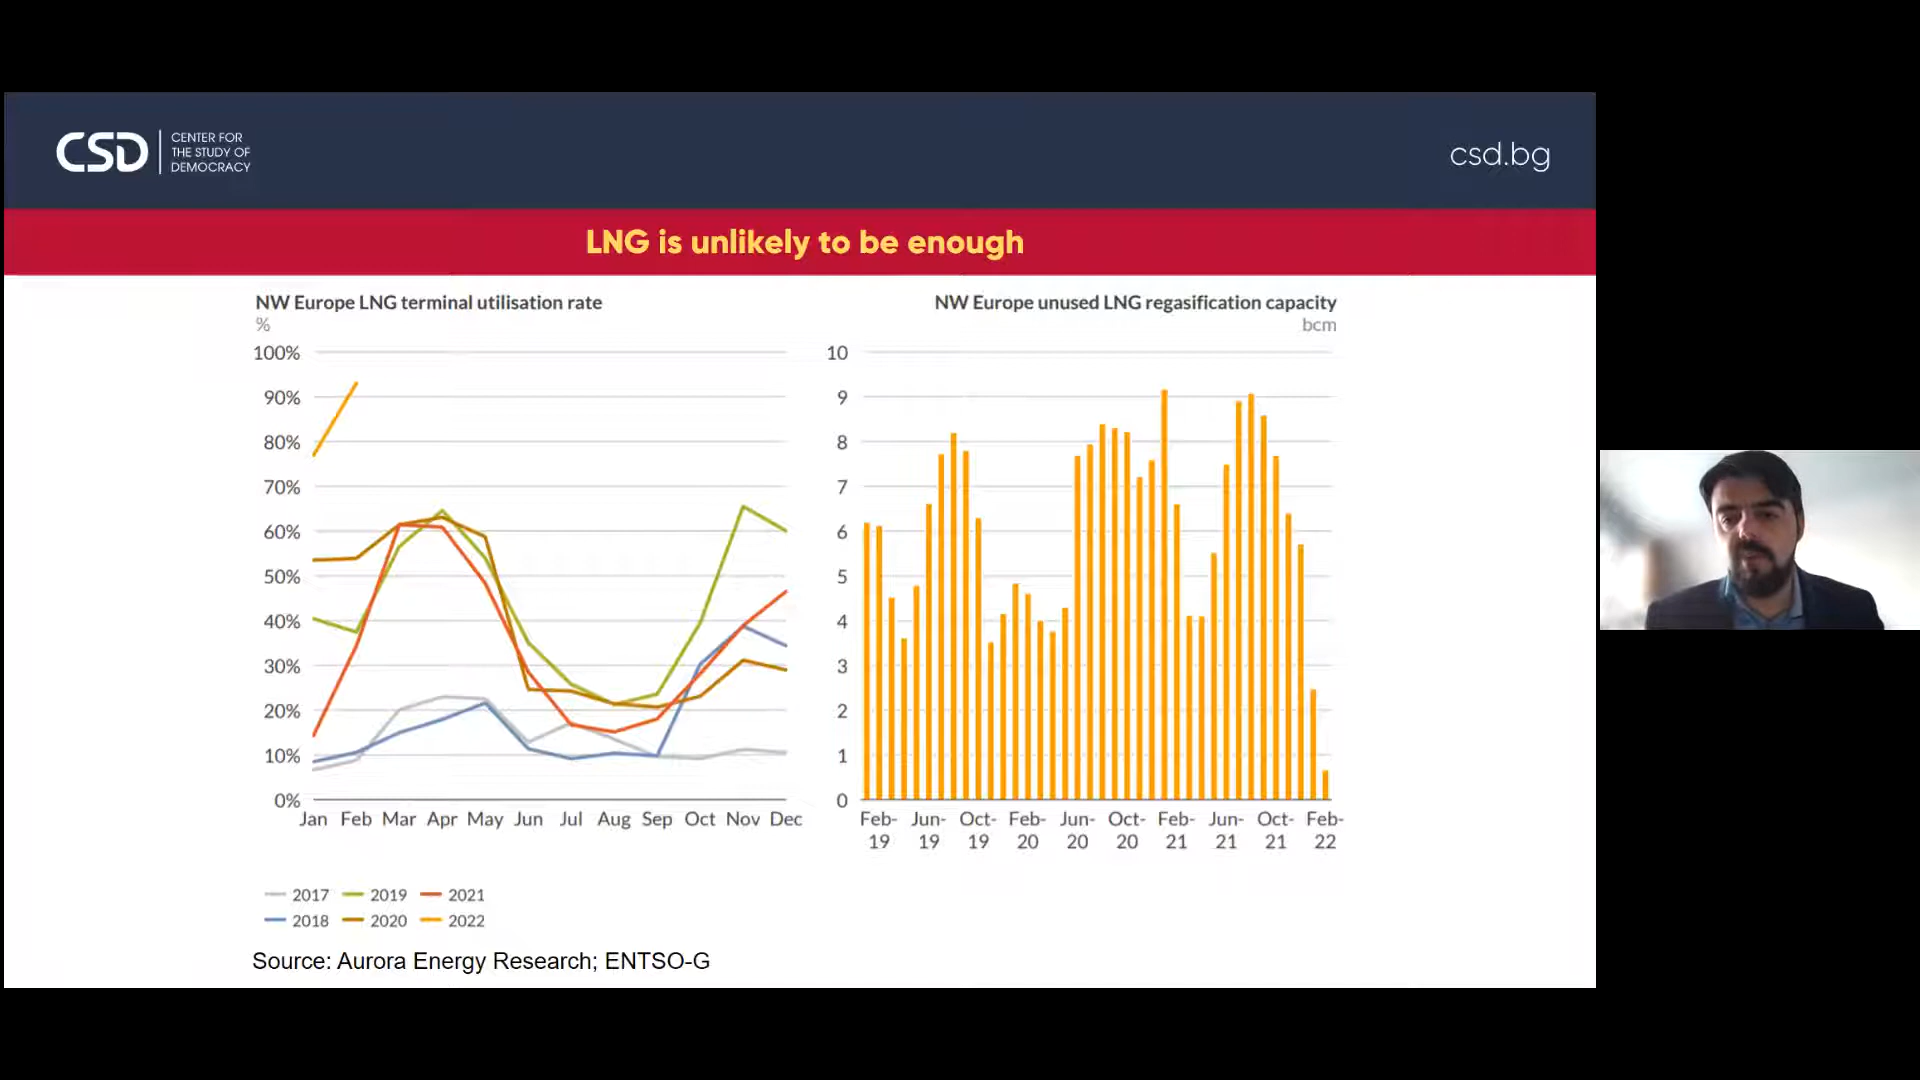 CSD
CENTER FOR
THE STUDY OF
DEMOCRACY
csd.bg
LNG is unlikely to be enough
NW Europe LNG terminal utilisation rate
%
100%
90%
80%
70%
60%
50%
40%
30%
20%
10%
0%
Jan Feb Mar Apr May Jun Jul Aug Sep Oct Nov Dec
2017 2019 2021
2018 2020 2022
NW Europe unused LNG regasification capacity
bcm
10
9
8
7
6
5
4
3
2
1
0
Feb- Jun- Oct- Feb- Jun- Oct- Feb- Jun- Oct- Feb-
19 19 19 20 20 20 21 21 21 22
Source: Aurora Energy Research; ENTSO-G